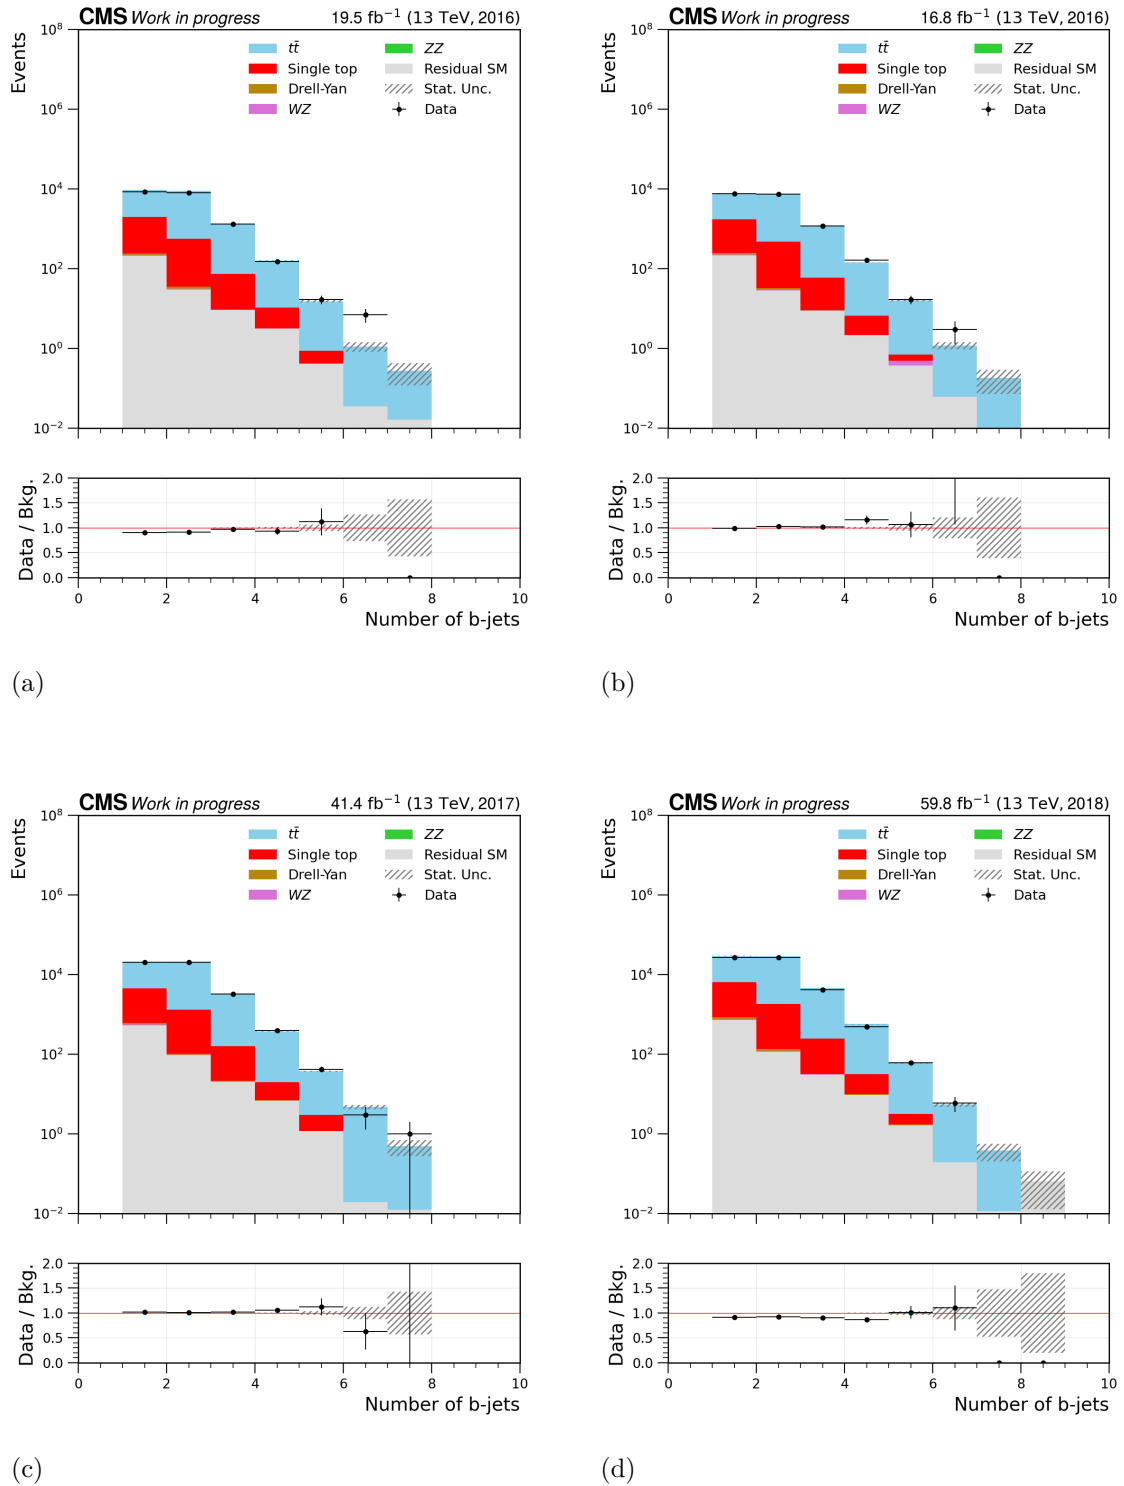 CMS Work in progress 19.5 fb⁻¹ (13 TeV, 2016)
Events
10⁸
10⁶
10⁴
10²
10⁰
10⁻²
tt̄
Single top
Drell-Yan
WZ
ZZ
Residual SM
Stat. Unc.
Data
Data / Bkg.
2.0
1.5
1.0
0.5
0.0
0 2 4 6 8 10
Number of b-jets
(a)
CMS Work in progress 16.8 fb⁻¹ (13 TeV, 2016)
Events
10⁸
10⁶
10⁴
10²
10⁰
10⁻²
tt̄
Single top
Drell-Yan
WZ
ZZ
Residual SM
Stat. Unc.
Data
Data / Bkg.
2.0
1.5
1.0
0.5
0.0
0 2 4 6 8 10
Number of b-jets
(b)
CMS Work in progress 41.4 fb⁻¹ (13 TeV, 2017)
Events
10⁸
10⁶
10⁴
10²
10⁰
10⁻²
tt̄
Single top
Drell-Yan
WZ
ZZ
Residual SM
Stat. Unc.
Data
Data / Bkg.
2.0
1.5
1.0
0.5
0.0
0 2 4 6 8 10
Number of b-jets
(c)
CMS Work in progress 59.8 fb⁻¹ (13 TeV, 2018)
Events
10⁸
10⁶
10⁴
10²
10⁰
10⁻²
tt̄
Single top
Drell-Yan
WZ
ZZ
Residual SM
Stat. Unc.
Data
Data / Bkg.
2.0
1.5
1.0
0.5
0.0
0 2 4 6 8 10
Number of b-jets
(d)